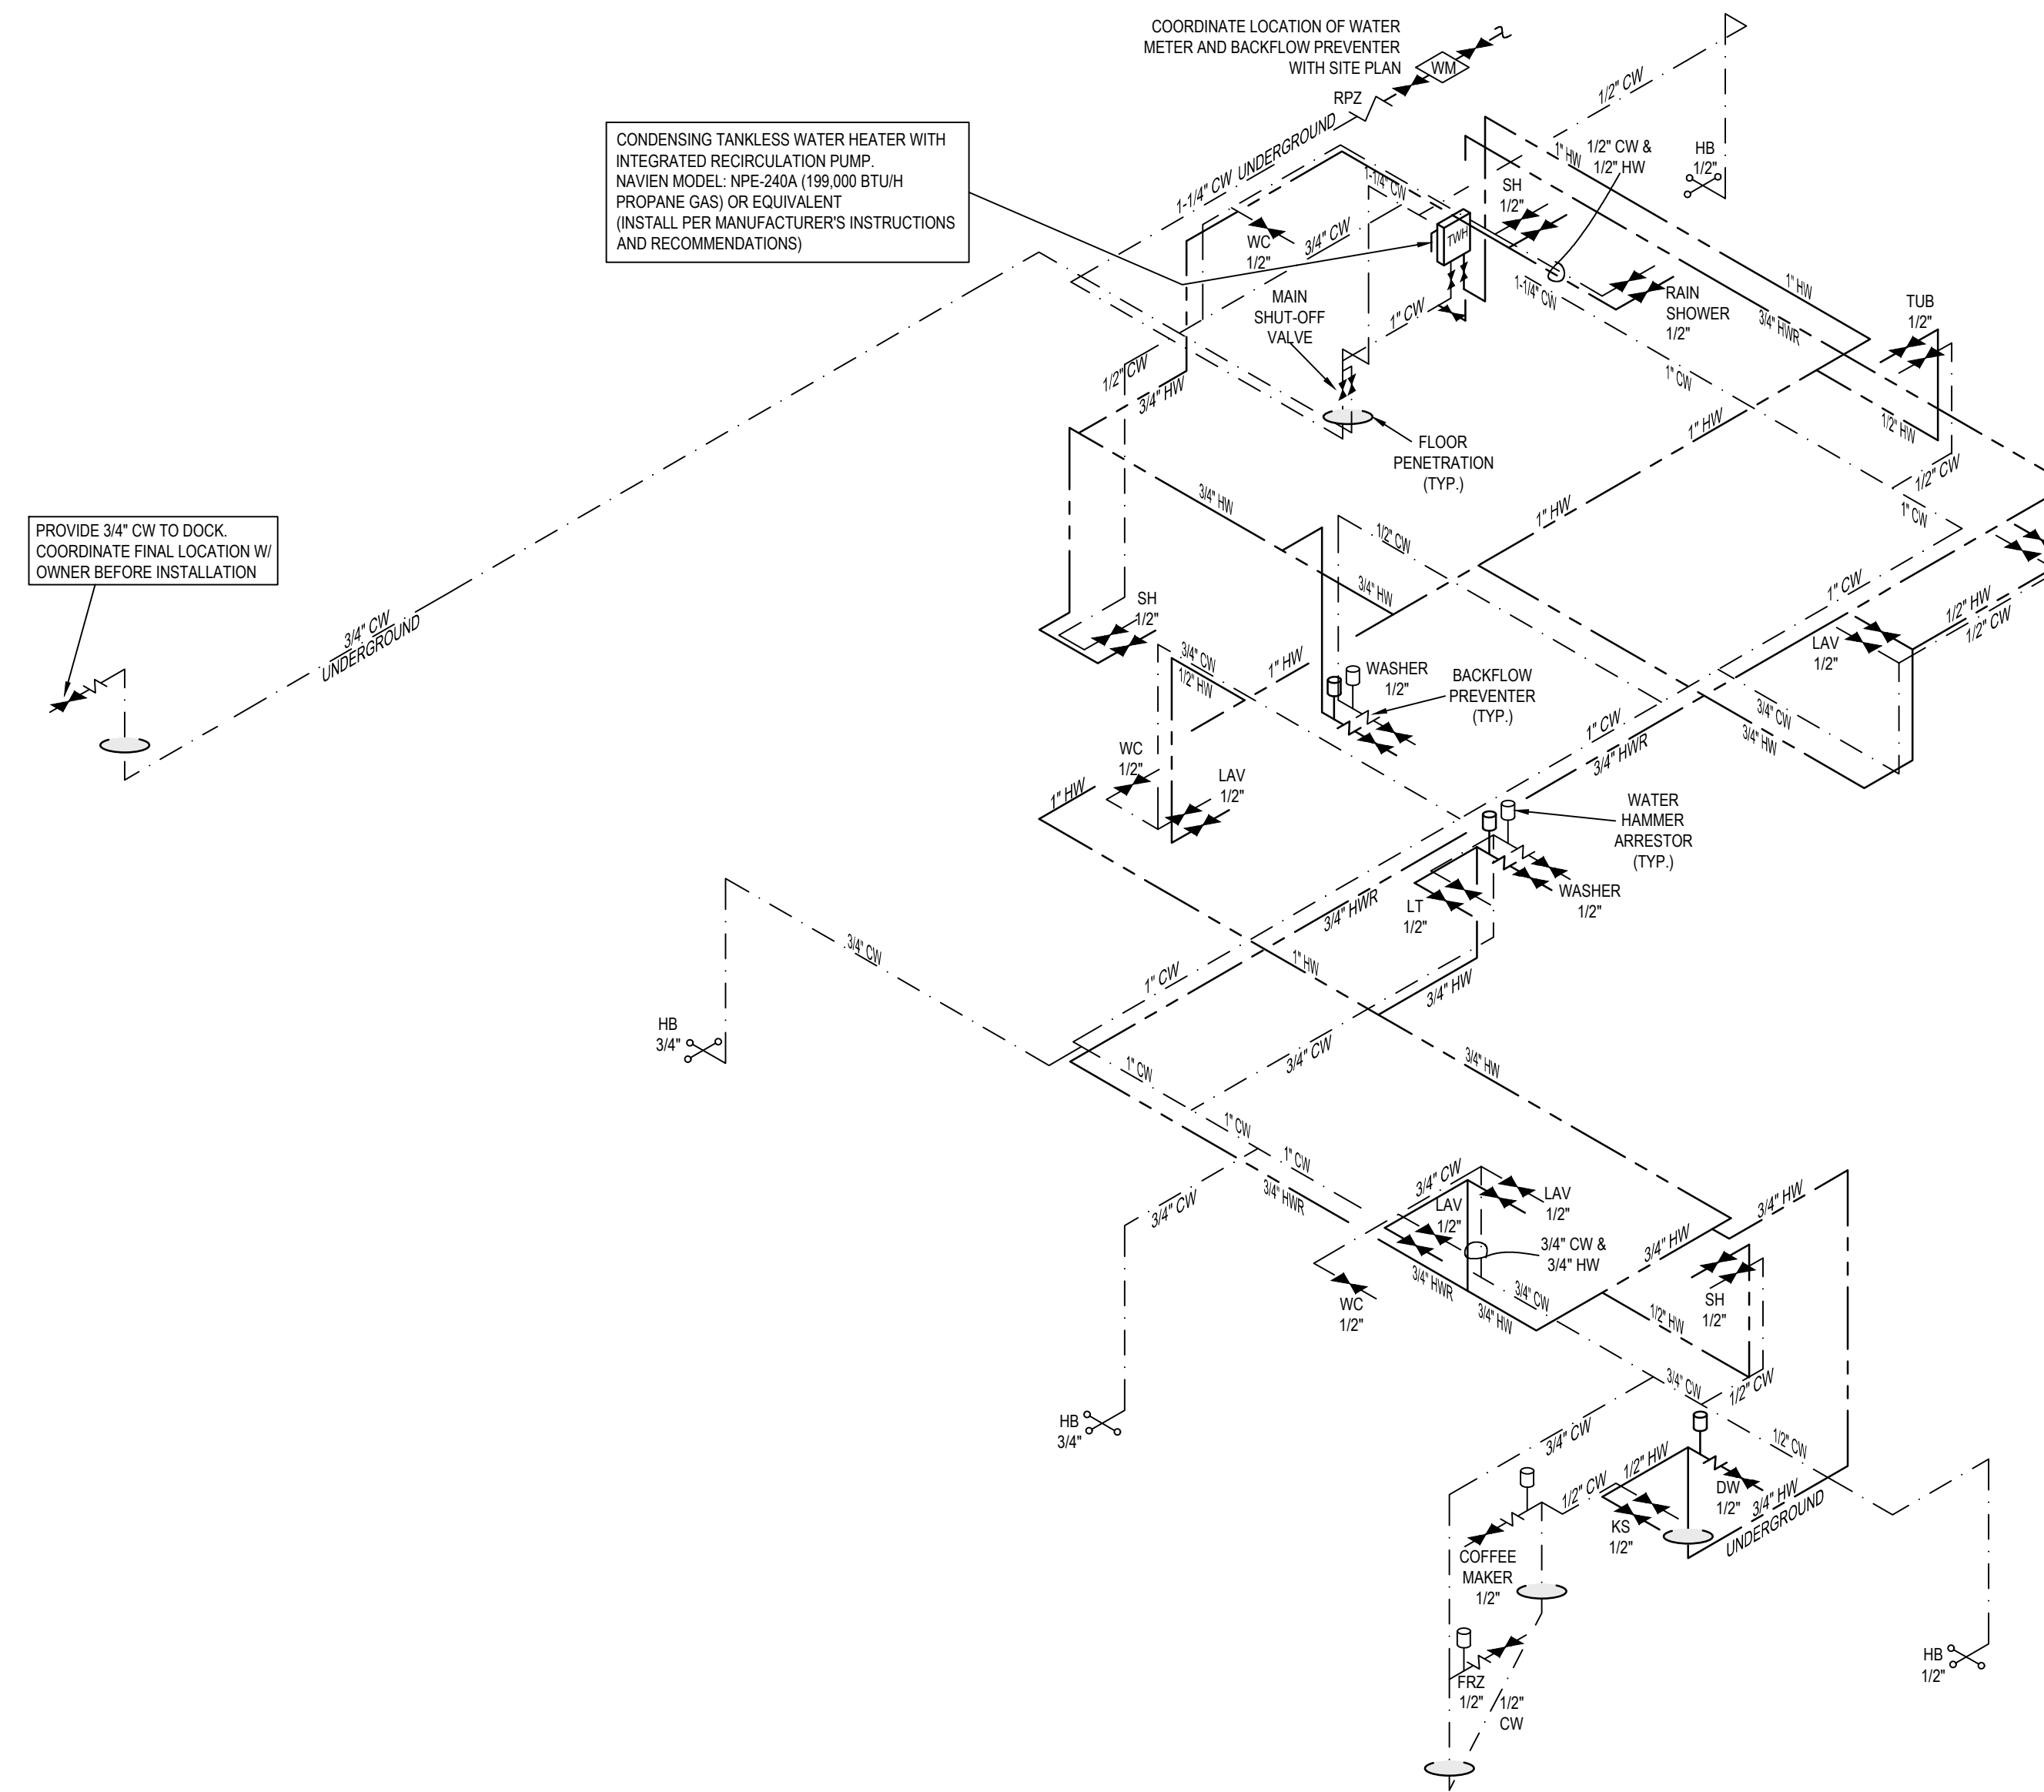 COORDINATE LOCATION OF WATER
METER AND BACKFLOW PREVENTER
WITH SITE PLAN
WM
RPZ
1/2" CW
HB
1/2"
CONDENSING TANKLESS WATER HEATER WITH
INTEGRATED RECIRCULATION PUMP.
NAVIEN MODEL: NPE-240A (199,000 BTU/H
PROPANE GAS) OR EQUIVALENT
(INSTALL PER MANUFACTURER'S INSTRUCTIONS
AND RECOMMENDATIONS)
1-1/4" CW UNDERGROUND
1-1/4" CW
1" HW
1/2" CW &
1/2" HW
SH
1/2"
WC
1/2"
3/4" CW
TWH
1-1/4" CW
RAIN
SHOWER
1/2"
1" HW
3/4" HWR
TUB
1/2"
MAIN
SHUT-OFF
VALVE
1" CW
1/2" CW
3/4" HW
1" CW
1/2" HW
1/2" CW
1" CW
FLOOR
PENETRATION
(TYP.)
1" HW
1" HW
3/4" HW
1/2" CW
3/4" HW
PROVIDE 3/4" CW TO DOCK.
COORDINATE FINAL LOCATION W/
OWNER BEFORE INSTALLATION
3/4" CW
UNDERGROUND
SH
1/2"
3/4" CW
1/2" HW
1" HW
WASHER
1/2"
BACKFLOW
PREVENTER
(TYP.)
1" CW
1/2" HW
1/2" CW
LAV
1/2"
3/4" CW
3/4" HW
1" CW
3/4" HWR
WC
1/2"
LAV
1/2"
1" HW
WATER
HAMMER
ARRESTOR
(TYP.)
WASHER
1/2"
LT
1/2"
3/4" HWR
3/4" CW
1" CW
1" HW
3/4" HW
HB
3/4"
3/4" CW
3/4" HW
1" CW
1" CW
1" CW
3/4" HWR
3/4" CW
3/4" CW
LAV
1/2"
LAV
1/2"
3/4" CW &
3/4" HW
3/4" HW
3/4" HW
WC
1/2"
3/4" HWR
3/4" HW
3/4" CW
1/2" HW
SH
1/2"
3/4" CW
1/2" CW
HB
3/4"
3/4" CW
1/2" CW
1/2" CW
1/2" HW
DW
1/2"
3/4" HW
UNDERGROUND
KS
1/2"
COFFEE
MAKER
1/2"
FRZ
1/2"
1/2"
CW
HB
1/2"